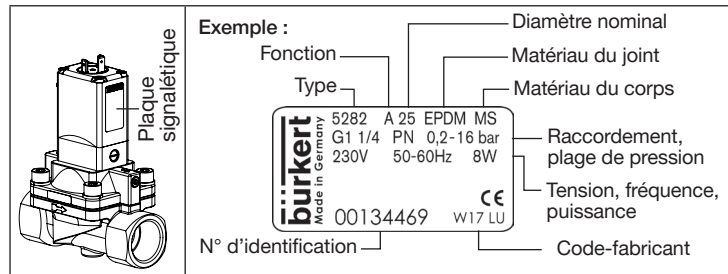 Plaque
signalétique
Exemple :
Diamètre nominal
Fonction
Matériau du joint
Type
Matériau du corps
burkert
Made in Germany
5282 A 25 EPDM MS
G1 1/4 PN 0,2-16 bar
230V 50-60Hz 8W
CE
00134469 W17 LU
Raccordement,
plage de pression
Tension, fréquence,
puissance
N° d'identification
Code-fabricant